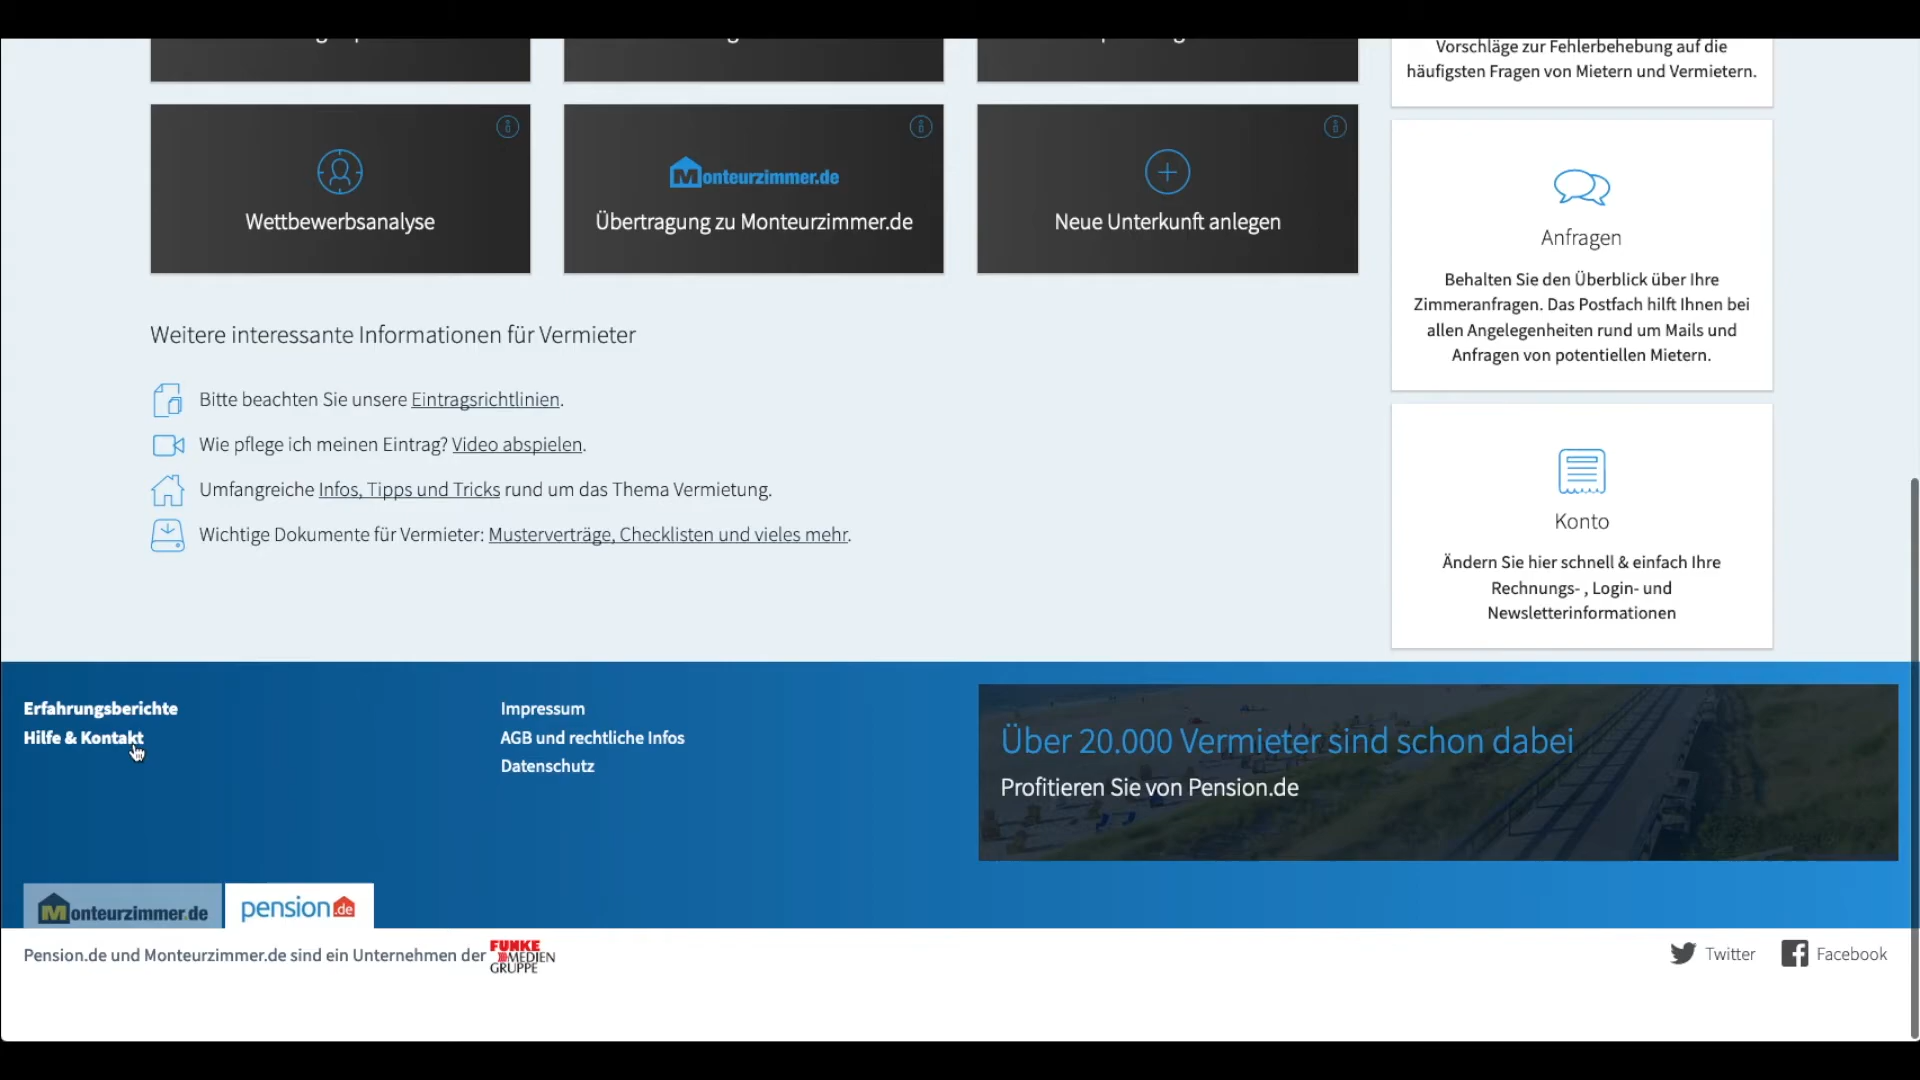 Vorschläge zur Fehlerbehebung auf die
häufigsten Fragen von Mietern und Vermietern.
Wettbewerbsanalyse
Monteurzimmer.de
Übertragung zu Monteurzimmer.de
Neue Unterkunft anlegen
Anfragen
Behalten Sie den Überblick über Ihre
Zimmeranfragen. Das Postfach hilft Ihnen bei
allen Angelegenheiten rund um Mails und
Anfragen von potentiellen Mietern.
Weitere interessante Informationen für Vermieter
Bitte beachten Sie unsere Eintragsrichtlinien.
Wie pflege ich meinen Eintrag? Video abspielen.
Umfangreiche Infos, Tipps und Tricks rund um das Thema Vermietung.
Wichtige Dokumente für Vermieter: Musterverträge, Checklisten und vieles mehr.
Konto
Ändern Sie hier schnell & einfach Ihre
Rechnungs- , Login- und
Newsletterinformationen
Erfahrungsberichte
Hilfe & Kontakt
Impressum
AGB und rechtliche Infos
Datenschutz
Über 20.000 Vermieter sind schon dabei
Profitieren Sie von Pension.de
Monteurzimmer.de
pension.de
Pension.de und Monteurzimmer.de sind ein Unternehmen der
FUNKE
MEDIEN
GRUPPE
Twitter
Facebook